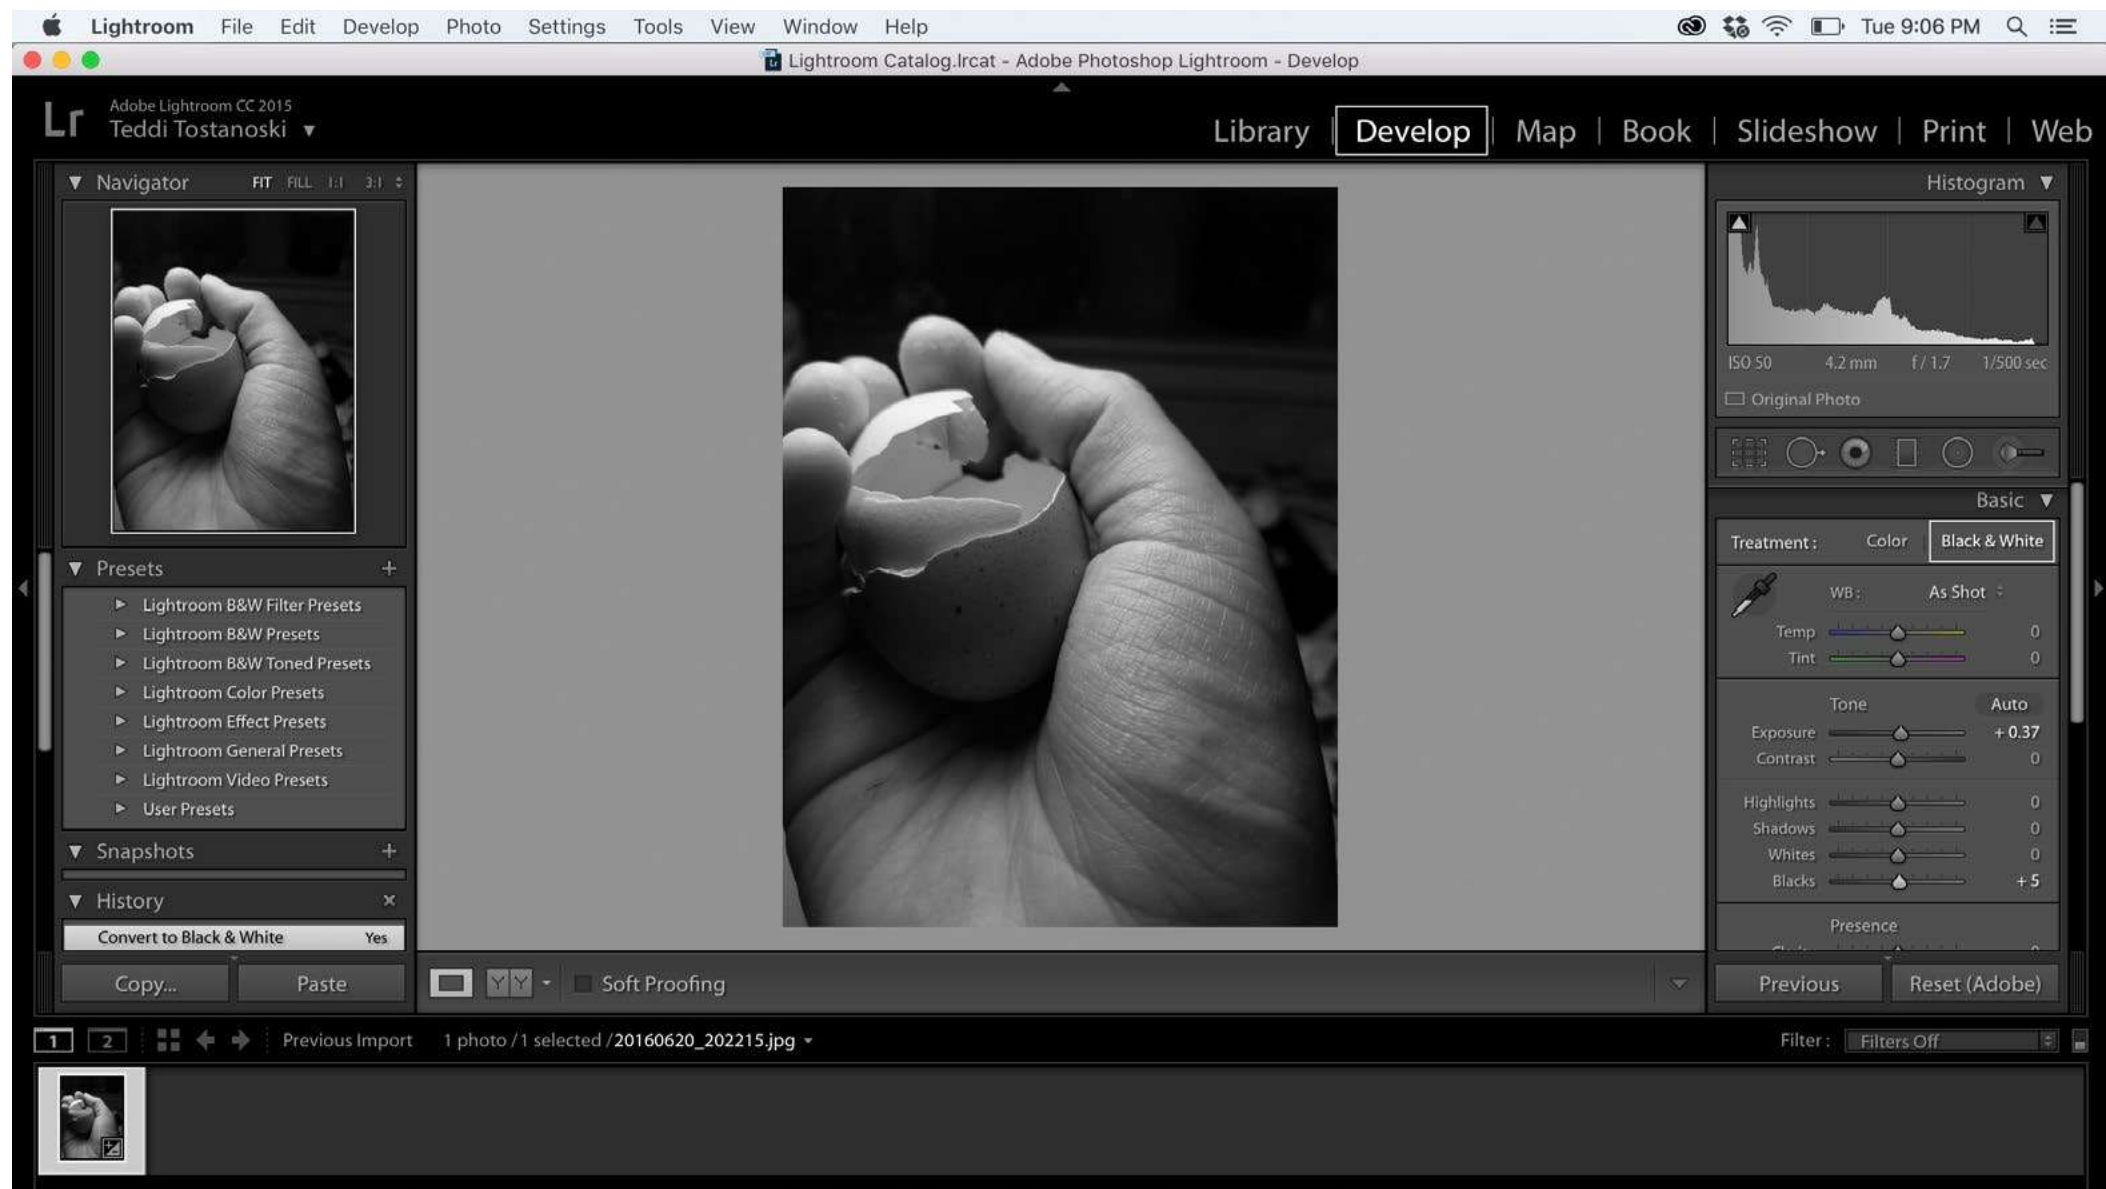 Lightroom File Edit Develop Photo Settings Tools View Window Help Tue 9:06 PM
Lightroom Catalog.lrcat - Adobe Photoshop Lightroom - Develop
Lr Adobe Lightroom CC 2015
Teddi Tostanoski
Library | Develop | Map | Book | Slideshow | Print | Web
Navigator FIT FILL 1:1 3:1
Presets +
Lightroom B&W Filter Presets
Lightroom B&W Presets
Lightroom B&W Toned Presets
Lightroom Color Presets
Lightroom Effect Presets
Lightroom General Presets
Lightroom Video Presets
User Presets
Snapshots +
History ×
Convert to Black & White Yes
Copy... Paste
Y Y Soft Proofing
Histogram
ISO 50 4.2 mm f / 1.7 1/500 sec
Original Photo
Basic
Treatment : Color Black & White
WB : As Shot
Temp 0
Tint 0
Tone Auto
Exposure + 0.37
Contrast 0
Highlights 0
Shadows 0
Whites 0
Blacks + 5
Presence
Previous Reset (Adobe)
1 2 Previous Import 1 photo / 1 selected / 20160620_202215.jpg Filter : Filters Off